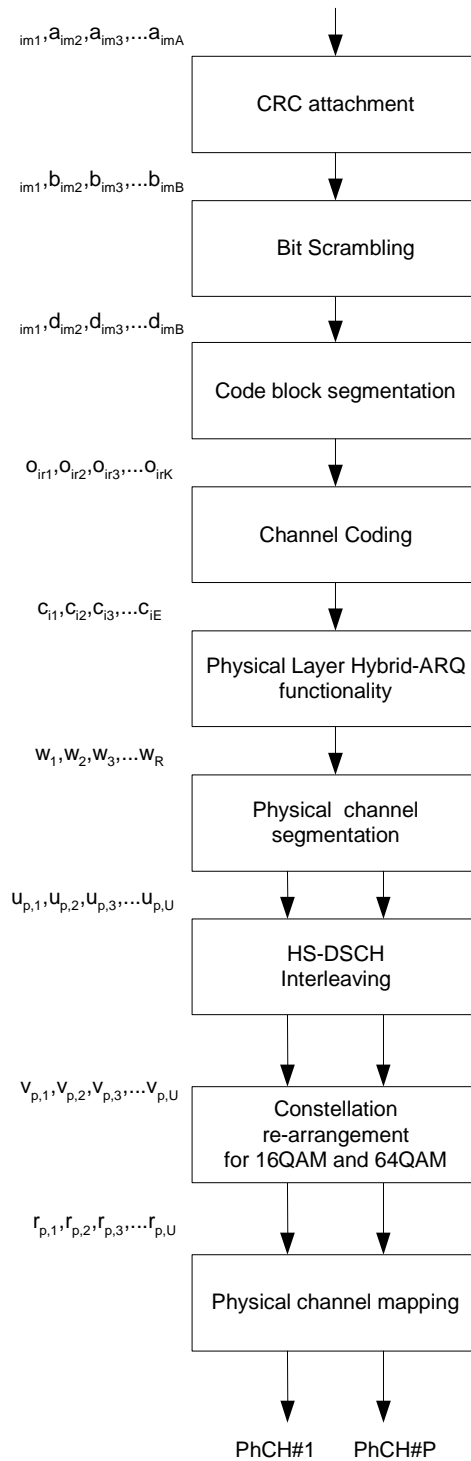 im1,aim2,aim3,...aimA
CRC attachment
im1,bim2,bim3,...bimB
Bit Scrambling
im1,dim2,dim3,...dimB
Code block segmentation
oir1,oir2,oir3,...oirK
Channel Coding
ci1,ci2,ci3,...ciE
Physical Layer Hybrid-ARQ
functionality
w1,w2,w3,...wR
Physical channel
segmentation
up,1,up,2,up,3,...up,U
HS-DSCH
Interleaving
vp,1,vp,2,vp,3,...vp,U
Constellation
re-arrangement
for 16QAM and 64QAM
rp,1,rp,2,rp,3,...rp,U
Physical channel mapping
PhCH#1 PhCH#P